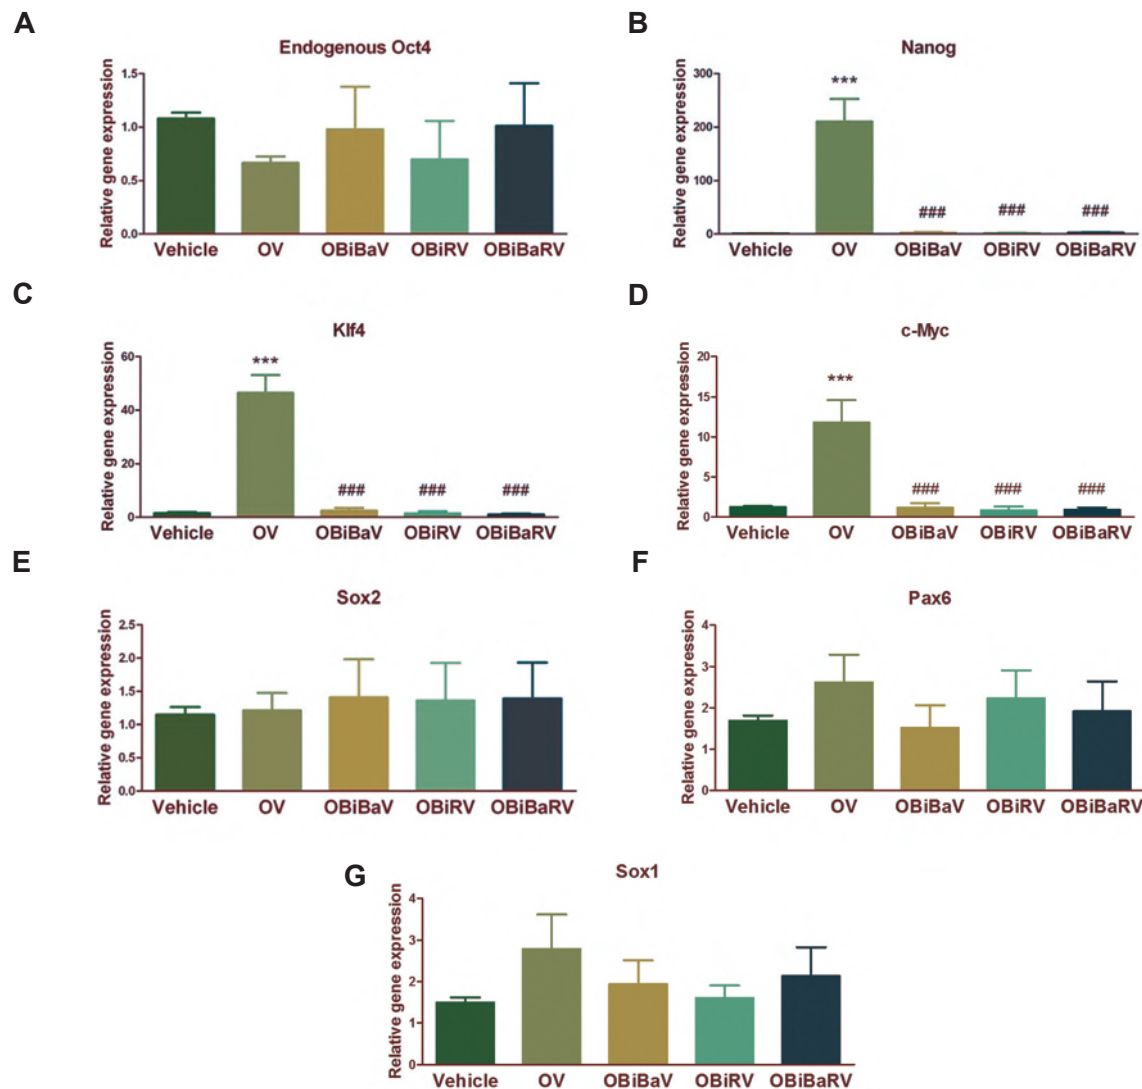 A
Endogenous Oct4
Relative gene expression
1.5
1.0
0.5
0.0
Vehicle OV OBiBaV OBiRV OBiBaRV
B
Nanog
Relative gene expression
300
200
100
0
*** ### ### ###
Vehicle OV OBiBaV OBiRV OBiBaRV
C
Klf4
Relative gene expression
60
40
20
0
*** ### ### ###
Vehicle OV OBiBaV OBiRV OBiBaRV
D
c-Myc
Relative gene expression
20
15
10
5
0
*** ### ### ###
Vehicle OV OBiBaV OBiRV OBiBaRV
E
Sox2
Relative gene expression
2.5
2.0
1.5
1.0
0.5
0.0
Vehicle OV OBiBaV OBiRV OBiBaRV
F
Pax6
Relative gene expression
4
3
2
1
0
Vehicle OV OBiBaV OBiRV OBiBaRV
G
Sox1
Relative gene expression
4
3
2
1
0
Vehicle OV OBiBaV OBiRV OBiBaRV